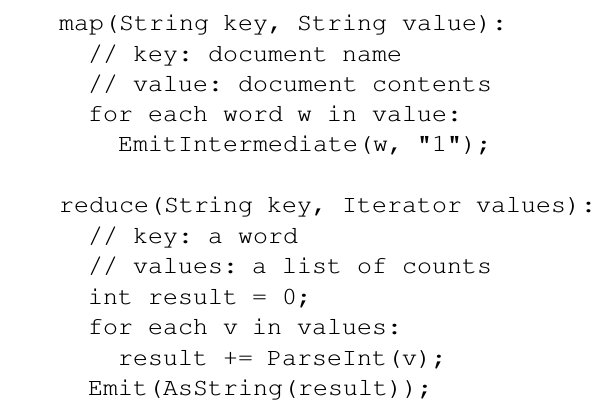 map(String key, String value):
// key: document name
// value: document contents
for each word w in value:
EmitIntermediate(w, "1");
reduce(String key, Iterator values):
// key: a word
// values: a list of counts
int result = 0;
for each v in values:
result += ParseInt(v);
Emit(AsString(result));